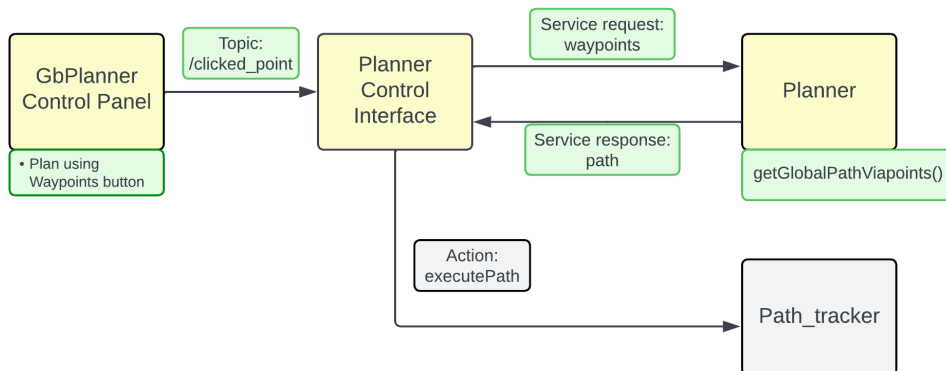 GbPlanner
Control Panel
• Plan using
Waypoints button
Topic:
/clicked_point
Planner
Control
Interface
Service request:
waypoints
Service response:
path
Planner
getGlobalPathViapoints()
Action:
executePath
Path_tracker